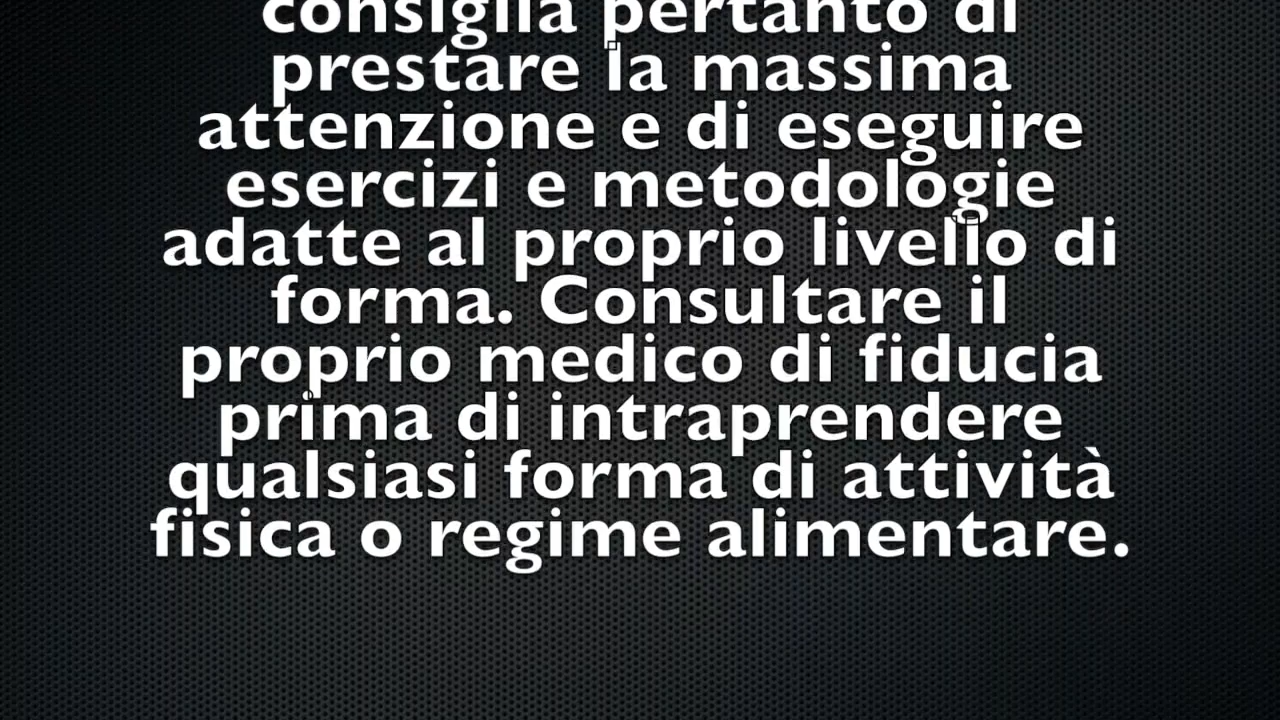 consiglia pertanto di
prestare la massima
attenzione e di eseguire
esercizi e metodologie
adatte al proprio livello di
forma. Consultare il
proprio medico di fiducia
prima di intraprendere
qualsiasi forma di attività
fisica o regime alimentare.